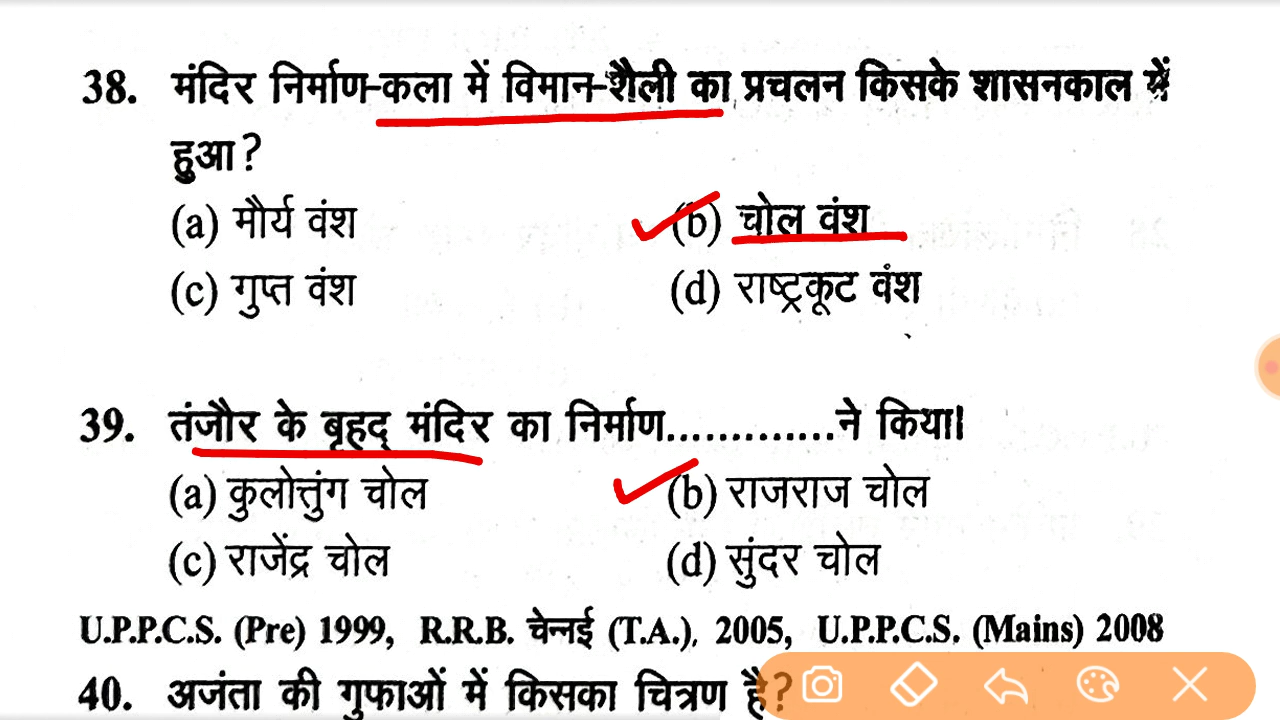 38. मंदिर निर्माण-कला में विमान-शैली का प्रचलन किसके शासनकाल में
हुआ?
(a) मौर्य वंश (b) चोल वंश
(c) गुप्त वंश (d) राष्ट्रकूट वंश
39. तंजौर के बृहद् मंदिर का निर्माण.............ने किया।
(a) कुलोत्तुंग चोल (b) राजराज चोल
(c) राजेंद्र चोल (d) सुंदर चोल
U.P.P.C.S. (Pre) 1999, R.R.B. चेन्नई (T.A.), 2005, U.P.P.C.S. (Mains) 2008
40. अजंता की गुफाओं में किसका चित्रण है?